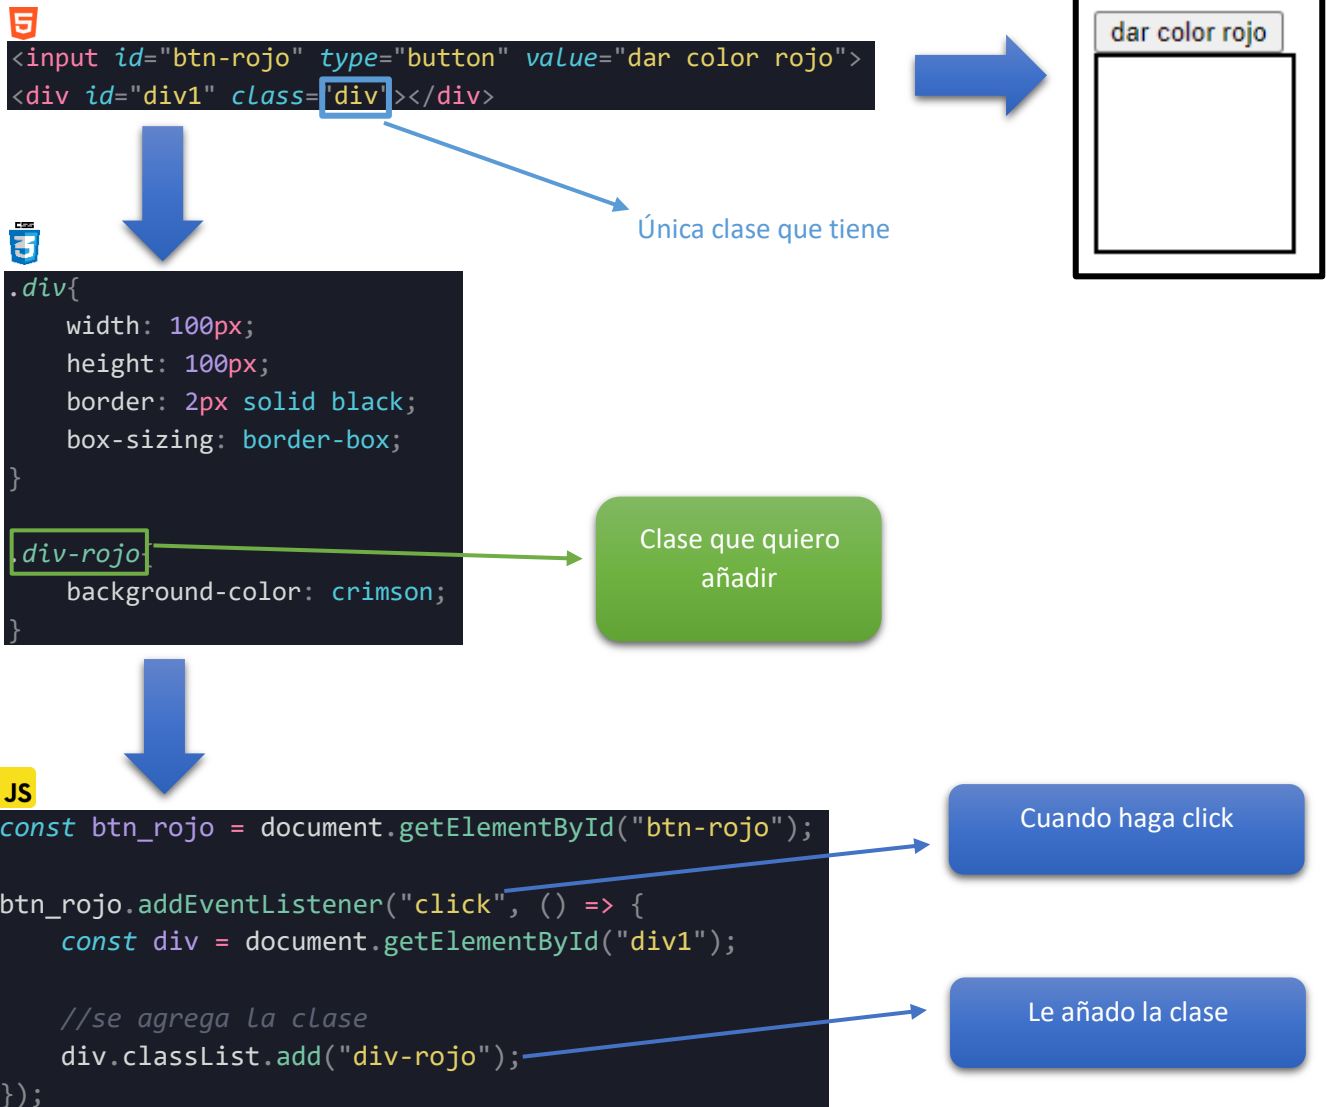 <input id="btn-rojo" type="button" value="dar color rojo">
<div id="div1" class="div"></div>
dar color rojo
Única clase que tiene
.div{
    width: 100px;
    height: 100px;
    border: 2px solid black;
    box-sizing: border-box;
}
.div-rojo{
    background-color: crimson;
}
Clase que quiero
añadir
JS
const btn_rojo = document.getElementById("btn-rojo");
btn_rojo.addEventListener("click", () => {
    const div = document.getElementById("div1");
    //se agrega la clase
    div.classList.add("div-rojo");
});
Cuando haga click
Le añado la clase